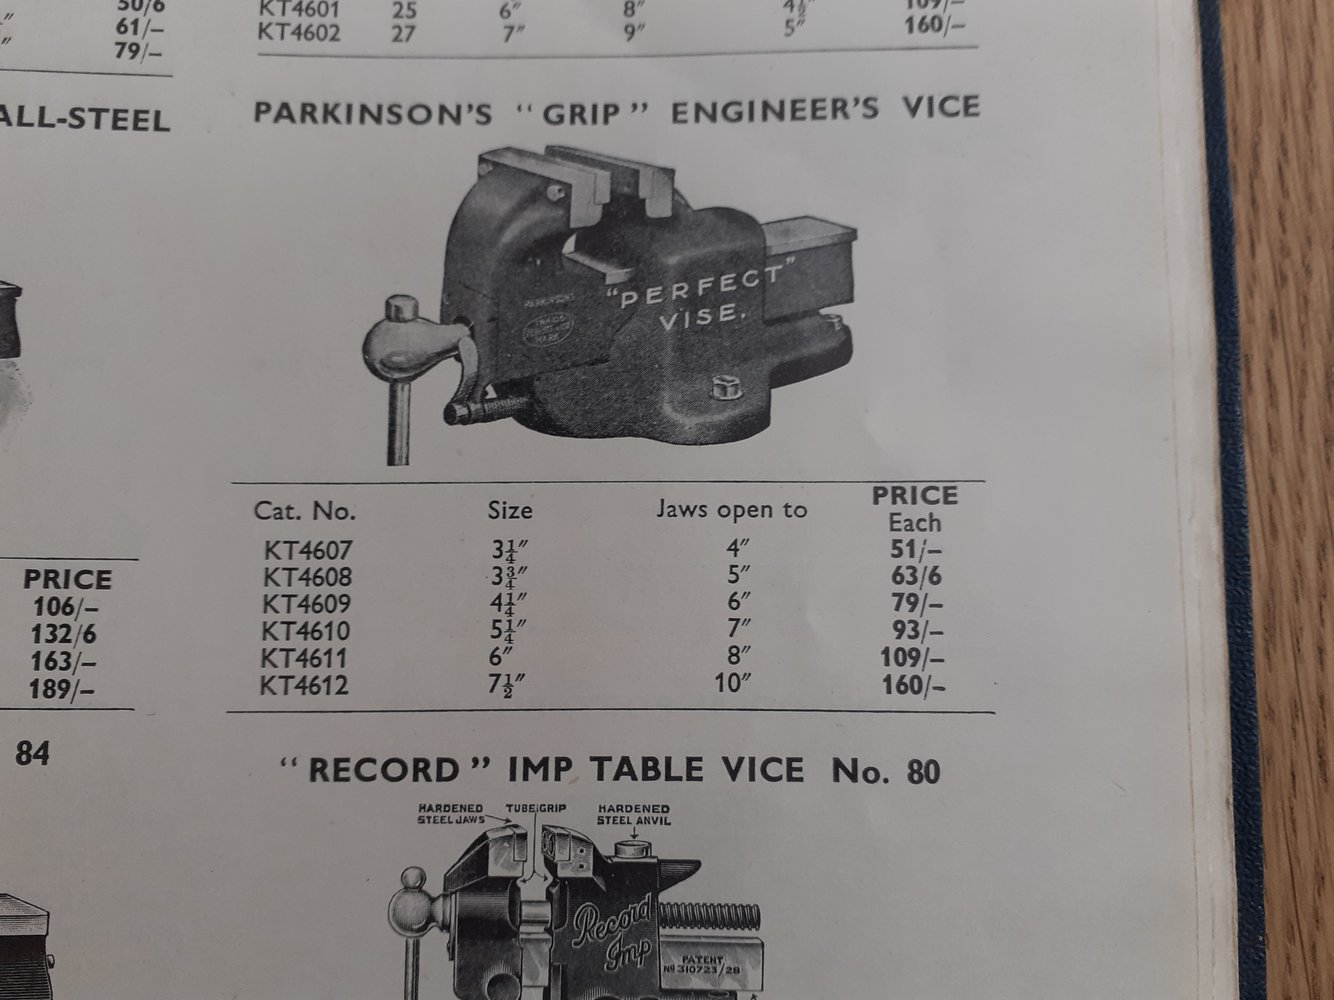 50/6
61/–
79/–
ALL-STEEL
PRICE
106/–
132/6
163/–
189/–
84
KT4601 25 6″ 8″ 4½″ 109/–
KT4602 27 7″ 9″ 5″ 160/–
PARKINSON'S “GRIP” ENGINEER'S VICE
PARKINSON'S
TRADE
MARK
“PERFECT”
VISE.
Cat. No. Size Jaws open to PRICE Each
KT4607 3¼″ 4″ 51/–
KT4608 3¾″ 5″ 63/6
KT4609 4¼″ 6″ 79/–
KT4610 5¼″ 7″ 93/–
KT4611 6″ 8″ 109/–
KT4612 7½″ 10″ 160/–
“RECORD” IMP TABLE VICE No. 80
HARDENED STEEL JAWS
TUBE GRIP
HARDENED STEEL ANVIL
Record
Imp
PATENT
Nº 310723/28